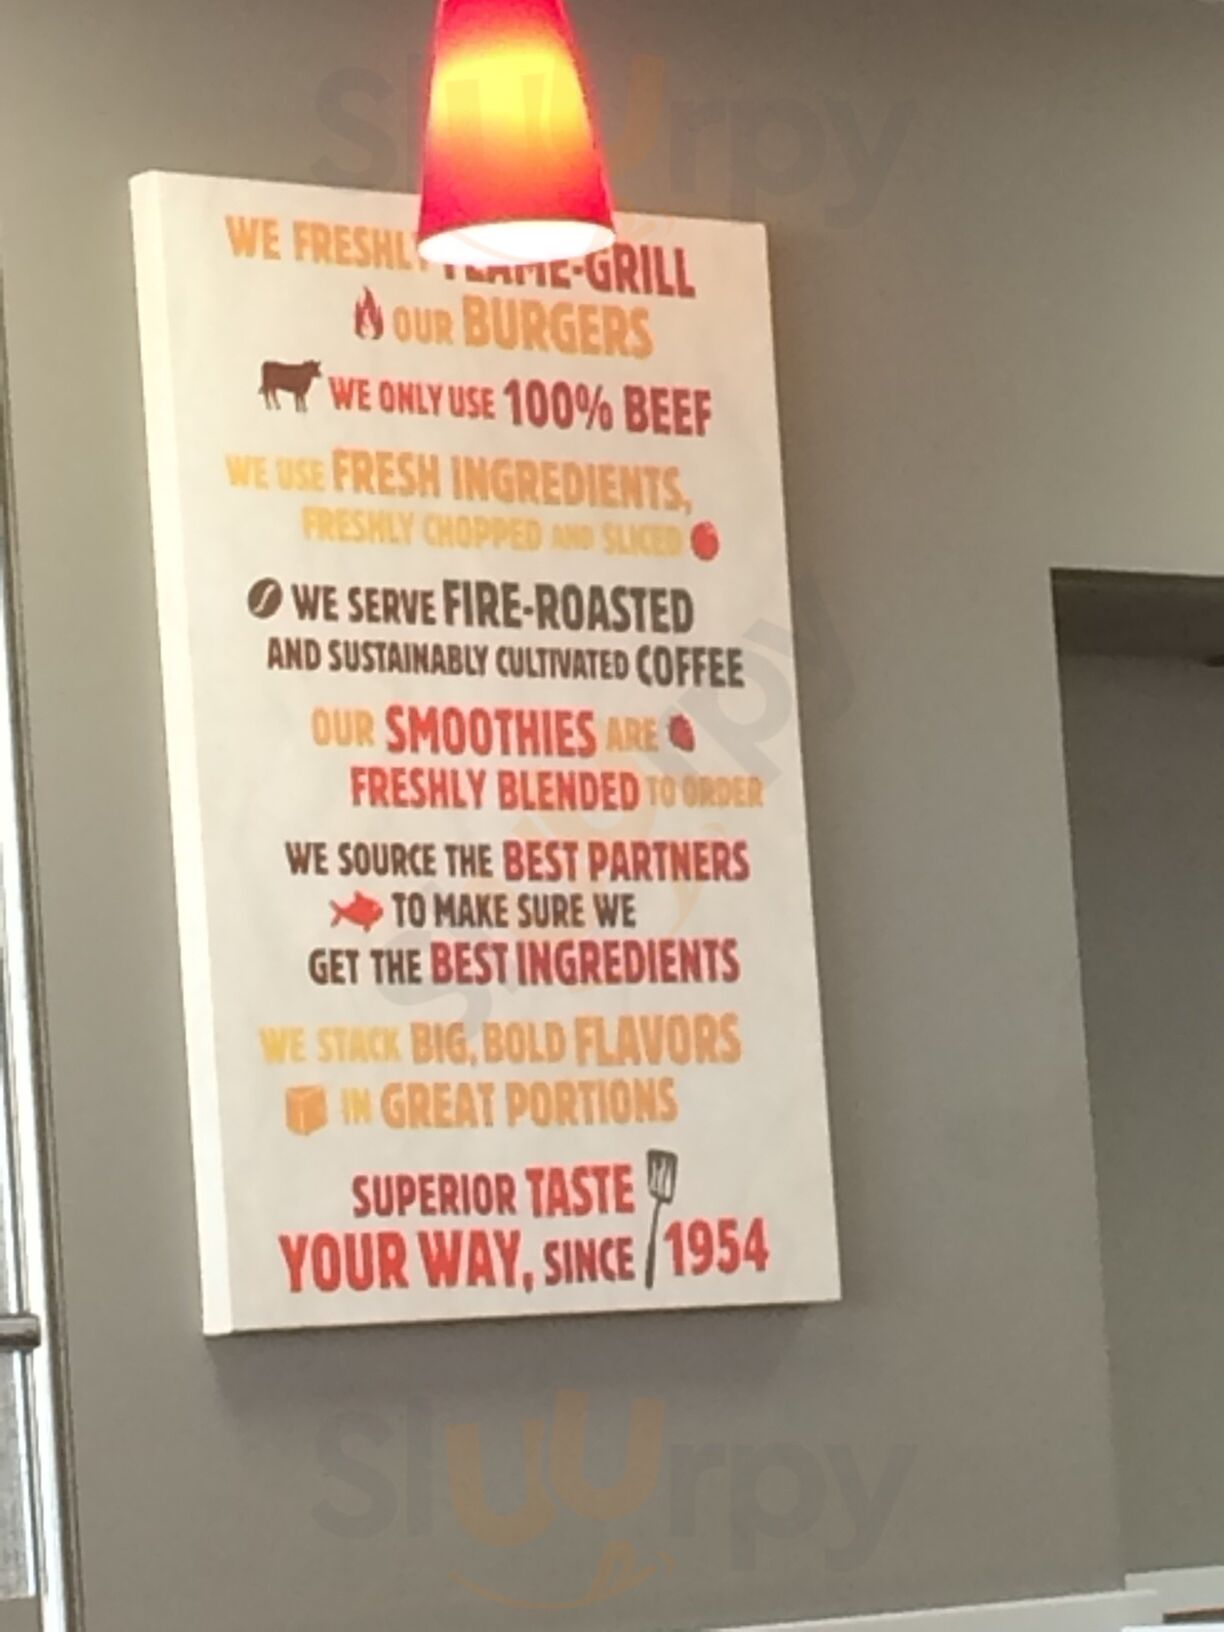 WE FRESHLY FLAME-GRILL
OUR BURGERS
WE ONLY USE 100% BEEF
WE USE FRESH INGREDIENTS,
FRESHLY CHOPPED AND SLICED
WE SERVE FIRE-ROASTED
AND SUSTAINABLY CULTIVATED COFFEE
OUR SMOOTHIES ARE
FRESHLY BLENDED TO ORDER
WE SOURCE THE BEST PARTNERS
TO MAKE SURE WE
GET THE BEST INGREDIENTS
WE STACK BIG, BOLD FLAVORS
IN GREAT PORTIONS
SUPERIOR TASTE
YOUR WAY, SINCE 1954
Sluurpy
Sluurpy
Sluurpy